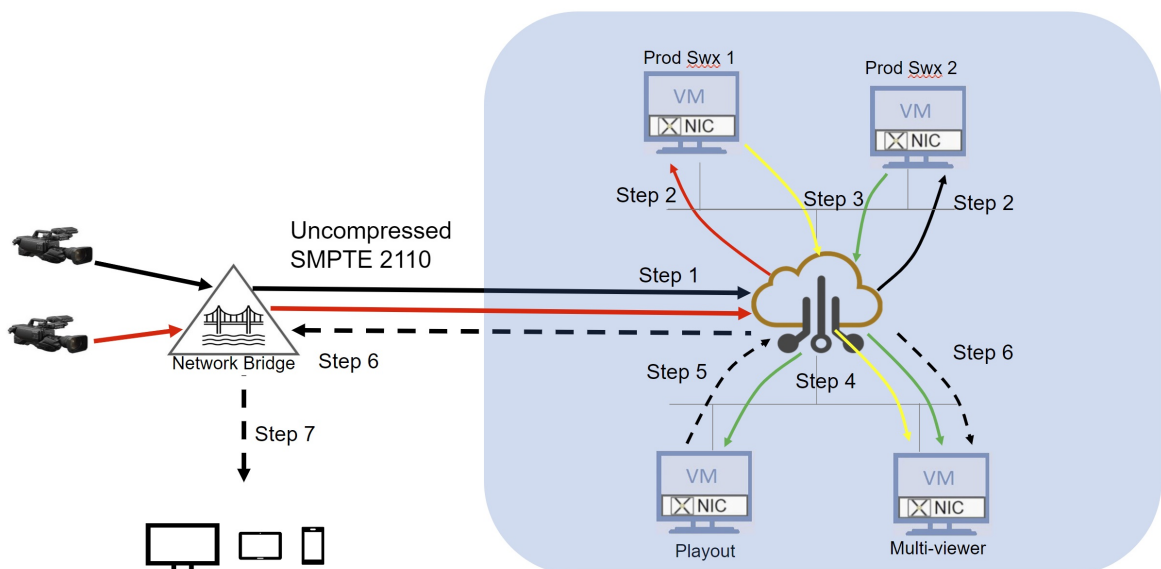 Prod Swx 1
Prod Swx 2
VM
NIC
VM
NIC
Step 2
Step 3
Step 2
Uncompressed
SMPTE 2110
Step 1
Network Bridge
Step 6
Step 5
Step 4
Step 6
Step 7
VM
NIC
VM
NIC
Playout
Multi-viewer